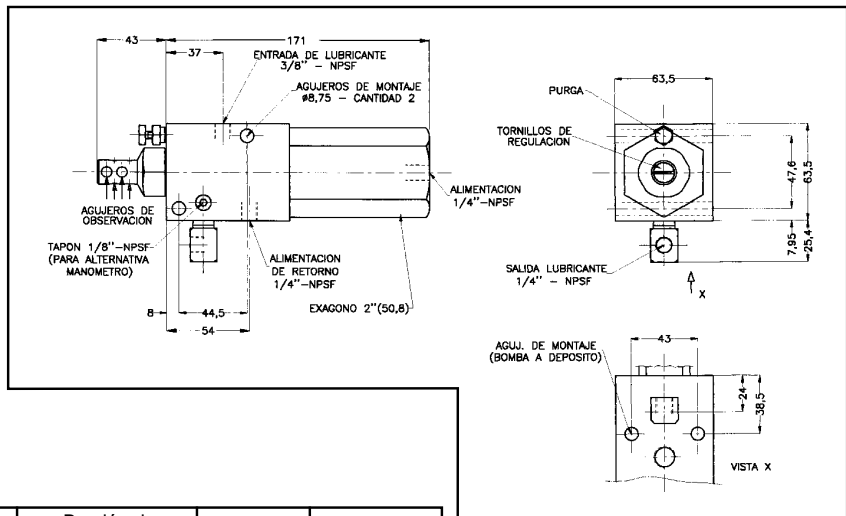 43
171
37
ENTRADA DE LUBRICANTE
3/8" - NPSF
AGUJEROS DE MONTAJE
ø8,75 - CANTIDAD 2
ALIMENTACION
1/4"-NPSF
AGUJEROS DE
OBSERVACION
TAPON 1/8"-NPSF
(PARA ALTERNATIVA
MANOMETRO)
ALIMENTACION
DE RETORNO
1/4"-NPSF
EXAGONO 2"(50,8)
8
44,5
54
63,5
PURGA
TORNILLOS DE
REGULACION
47,6
63,5
7,95
25,4
SALIDA LUBRICANTE
1/4" - NPSF
X
AGUJ. DE MONTAJE
(BOMBA A DEPOSITO)
43
24
38,5
VISTA X